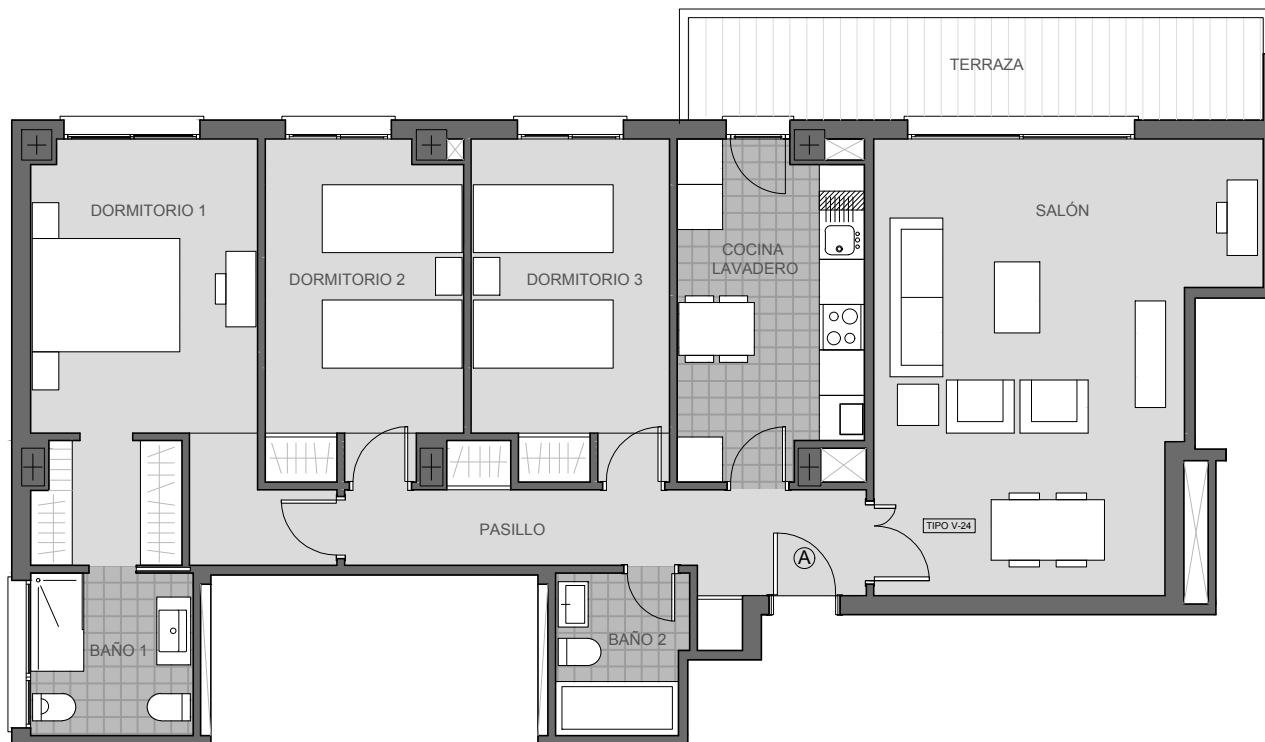 TERRAZA
DORMITORIO 1
SALÓN
COCINA
LAVADERO
DORMITORIO 2
DORMITORIO 3
PASILLO
TIPO V-24
A
BAÑO 1
BAÑO 2